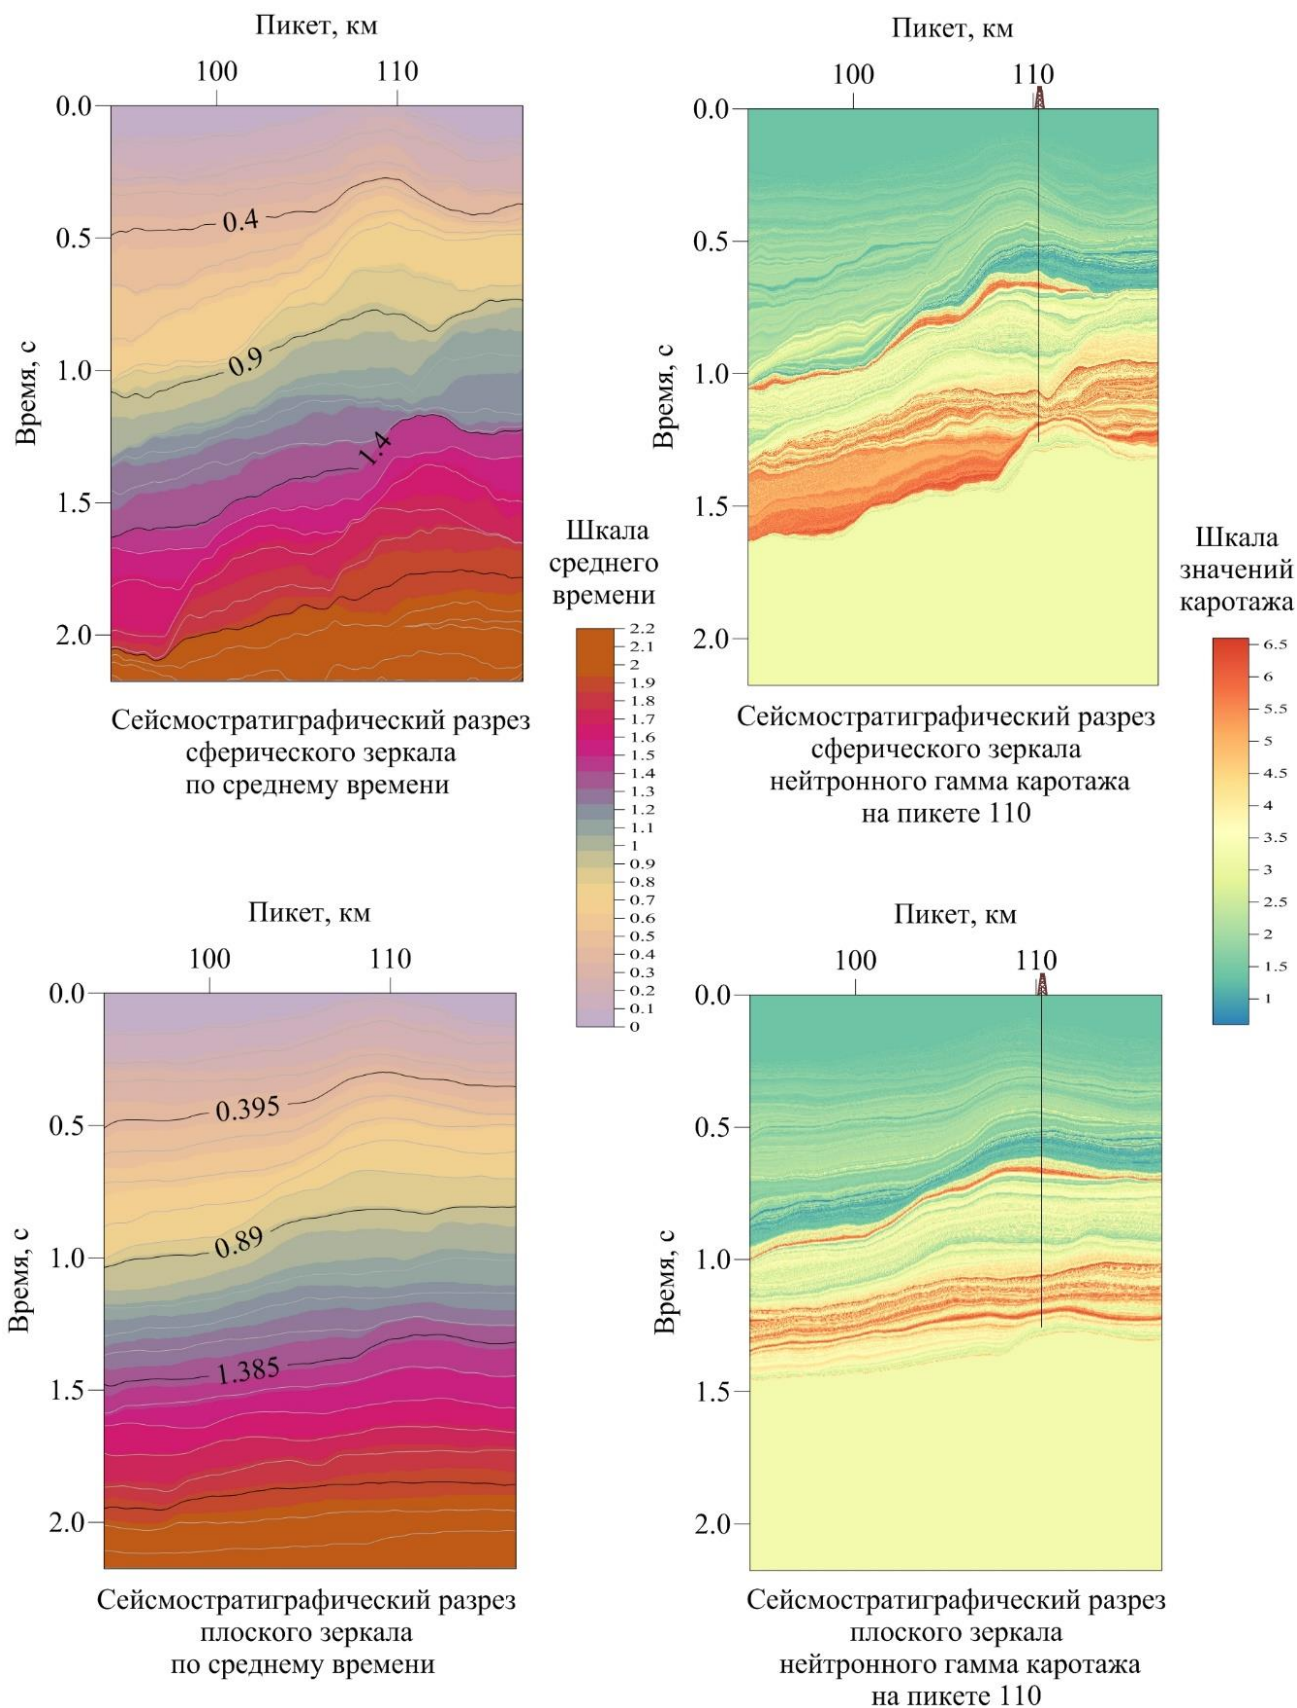 Пикет, км
100 110
0.0
0.5
1.0
1.5
2.0
Время, с
0.4
0.9
1.4
Сейсмостратиграфический разрез
сферического зеркала
по среднему времени
Пикет, км
100 110
0.0
0.5
1.0
1.5
2.0
Время, с
Сейсмостратиграфический разрез
сферического зеркала
нейтронного гамма каротажа
на пикете 110
Шкала
среднего
времени
2.2
2.1
2
1.9
1.8
1.7
1.6
1.5
1.4
1.3
1.2
1.1
1
0.9
0.8
0.7
0.6
0.5
0.4
0.3
0.2
0.1
0
Шкала
значений
каротажа
6.5
6
5.5
5
4.5
4
3.5
3
2.5
2
1.5
1
Пикет, км
100 110
0.0
0.5
1.0
1.5
2.0
Время, с
0.395
0.89
1.385
Сейсмостратиграфический разрез
плоского зеркала
по среднему времени
Пикет, км
100 110
0.0
0.5
1.0
1.5
2.0
Время, с
Сейсмостратиграфический разрез
плоского зеркала
нейтронного гамма каротажа
на пикете 110